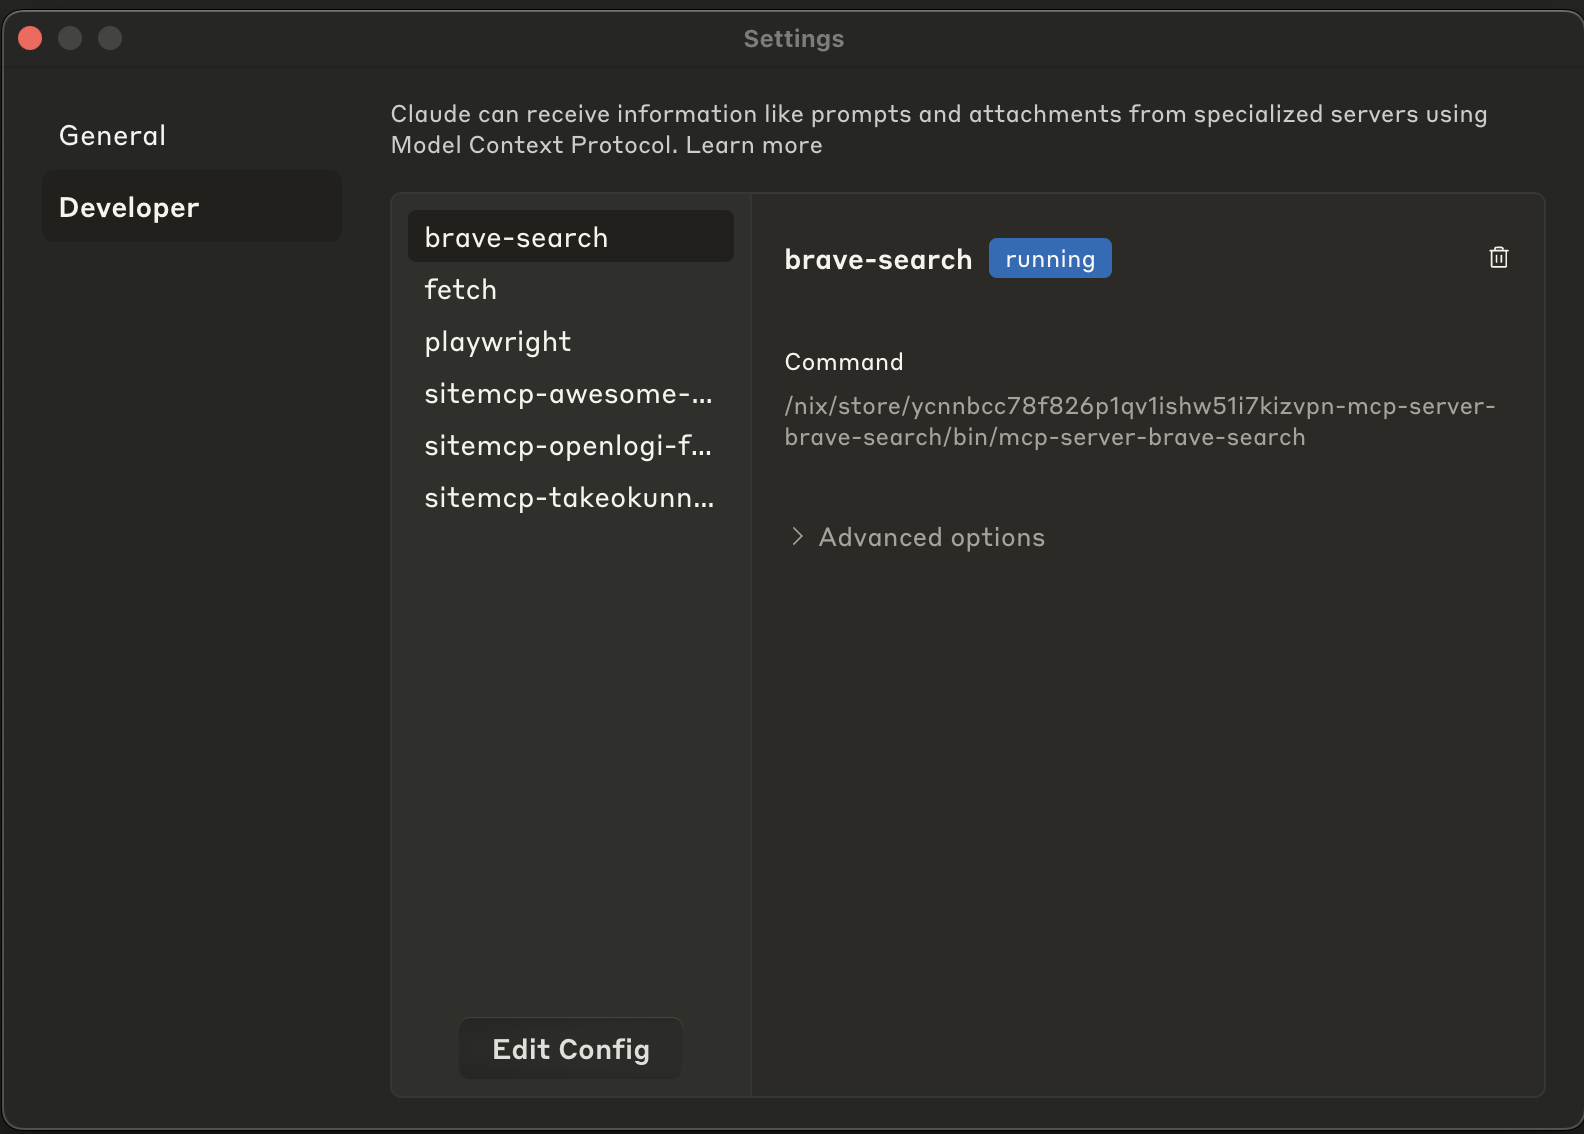 Settings
General
Developer
Claude can receive information like prompts and attachments from specialized servers using
Model Context Protocol. Learn more
brave-search
fetch
playwright
sitemcp-awesome-...
sitemcp-openlogi-f...
sitemcp-takeokunn...
Edit Config
brave-search running
Command
/nix/store/ycnnbcc78f826p1qv1ishw51i7kizvpn-mcp-server-
brave-search/bin/mcp-server-brave-search
Advanced options